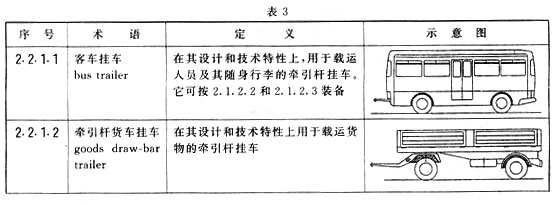 表 3
序 号 术 语 定 义 示 意 图
2.2.1.1 客车挂车 在其设计和技术特性上,用于载运
bus trailer 人员及其随身行李的牵引杆挂车。
它可按 2.1.2.2 和 2.1.2.3 装备
2.2.1.2 牵引杆货车挂车 在其设计和技术特性上用于载运货
goods draw-bar 物的牵引杆挂车
trailer